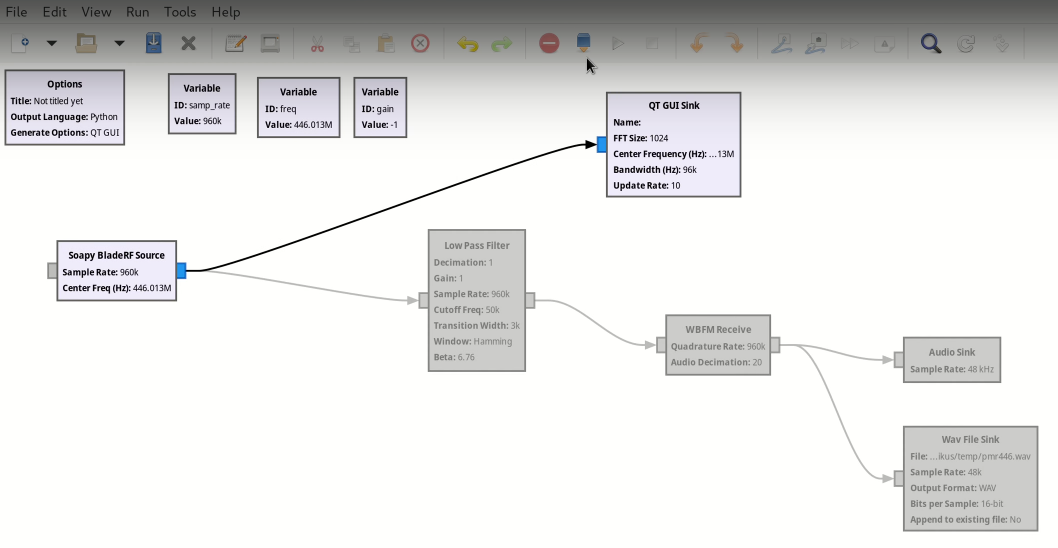 File Edit View Run Tools Help
Options
Title: Not titled yet
Output Language: Python
Generate Options: QT GUI
Variable
ID: samp_rate
Value: 960k
Variable
ID: freq
Value: 446.013M
Variable
ID: gain
Value: -1
QT GUI Sink
Name:
FFT Size: 1024
Center Frequency (Hz): ...13M
Bandwidth (Hz): 96k
Update Rate: 10
Soapy BladeRF Source
Sample Rate: 960k
Center Freq (Hz): 446.013M
Low Pass Filter
Decimation: 1
Gain: 1
Sample Rate: 960k
Cutoff Freq: 50k
Transition Width: 3k
Window: Hamming
Beta: 6.76
WBFM Receive
Quadrature Rate: 960k
Audio Decimation: 20
Audio Sink
Sample Rate: 48 kHz
Wav File Sink
File: ...ikus/temp/pmr446.wav
Sample Rate: 48k
Output Format: WAV
Bits per Sample: 16-bit
Append to existing file: No